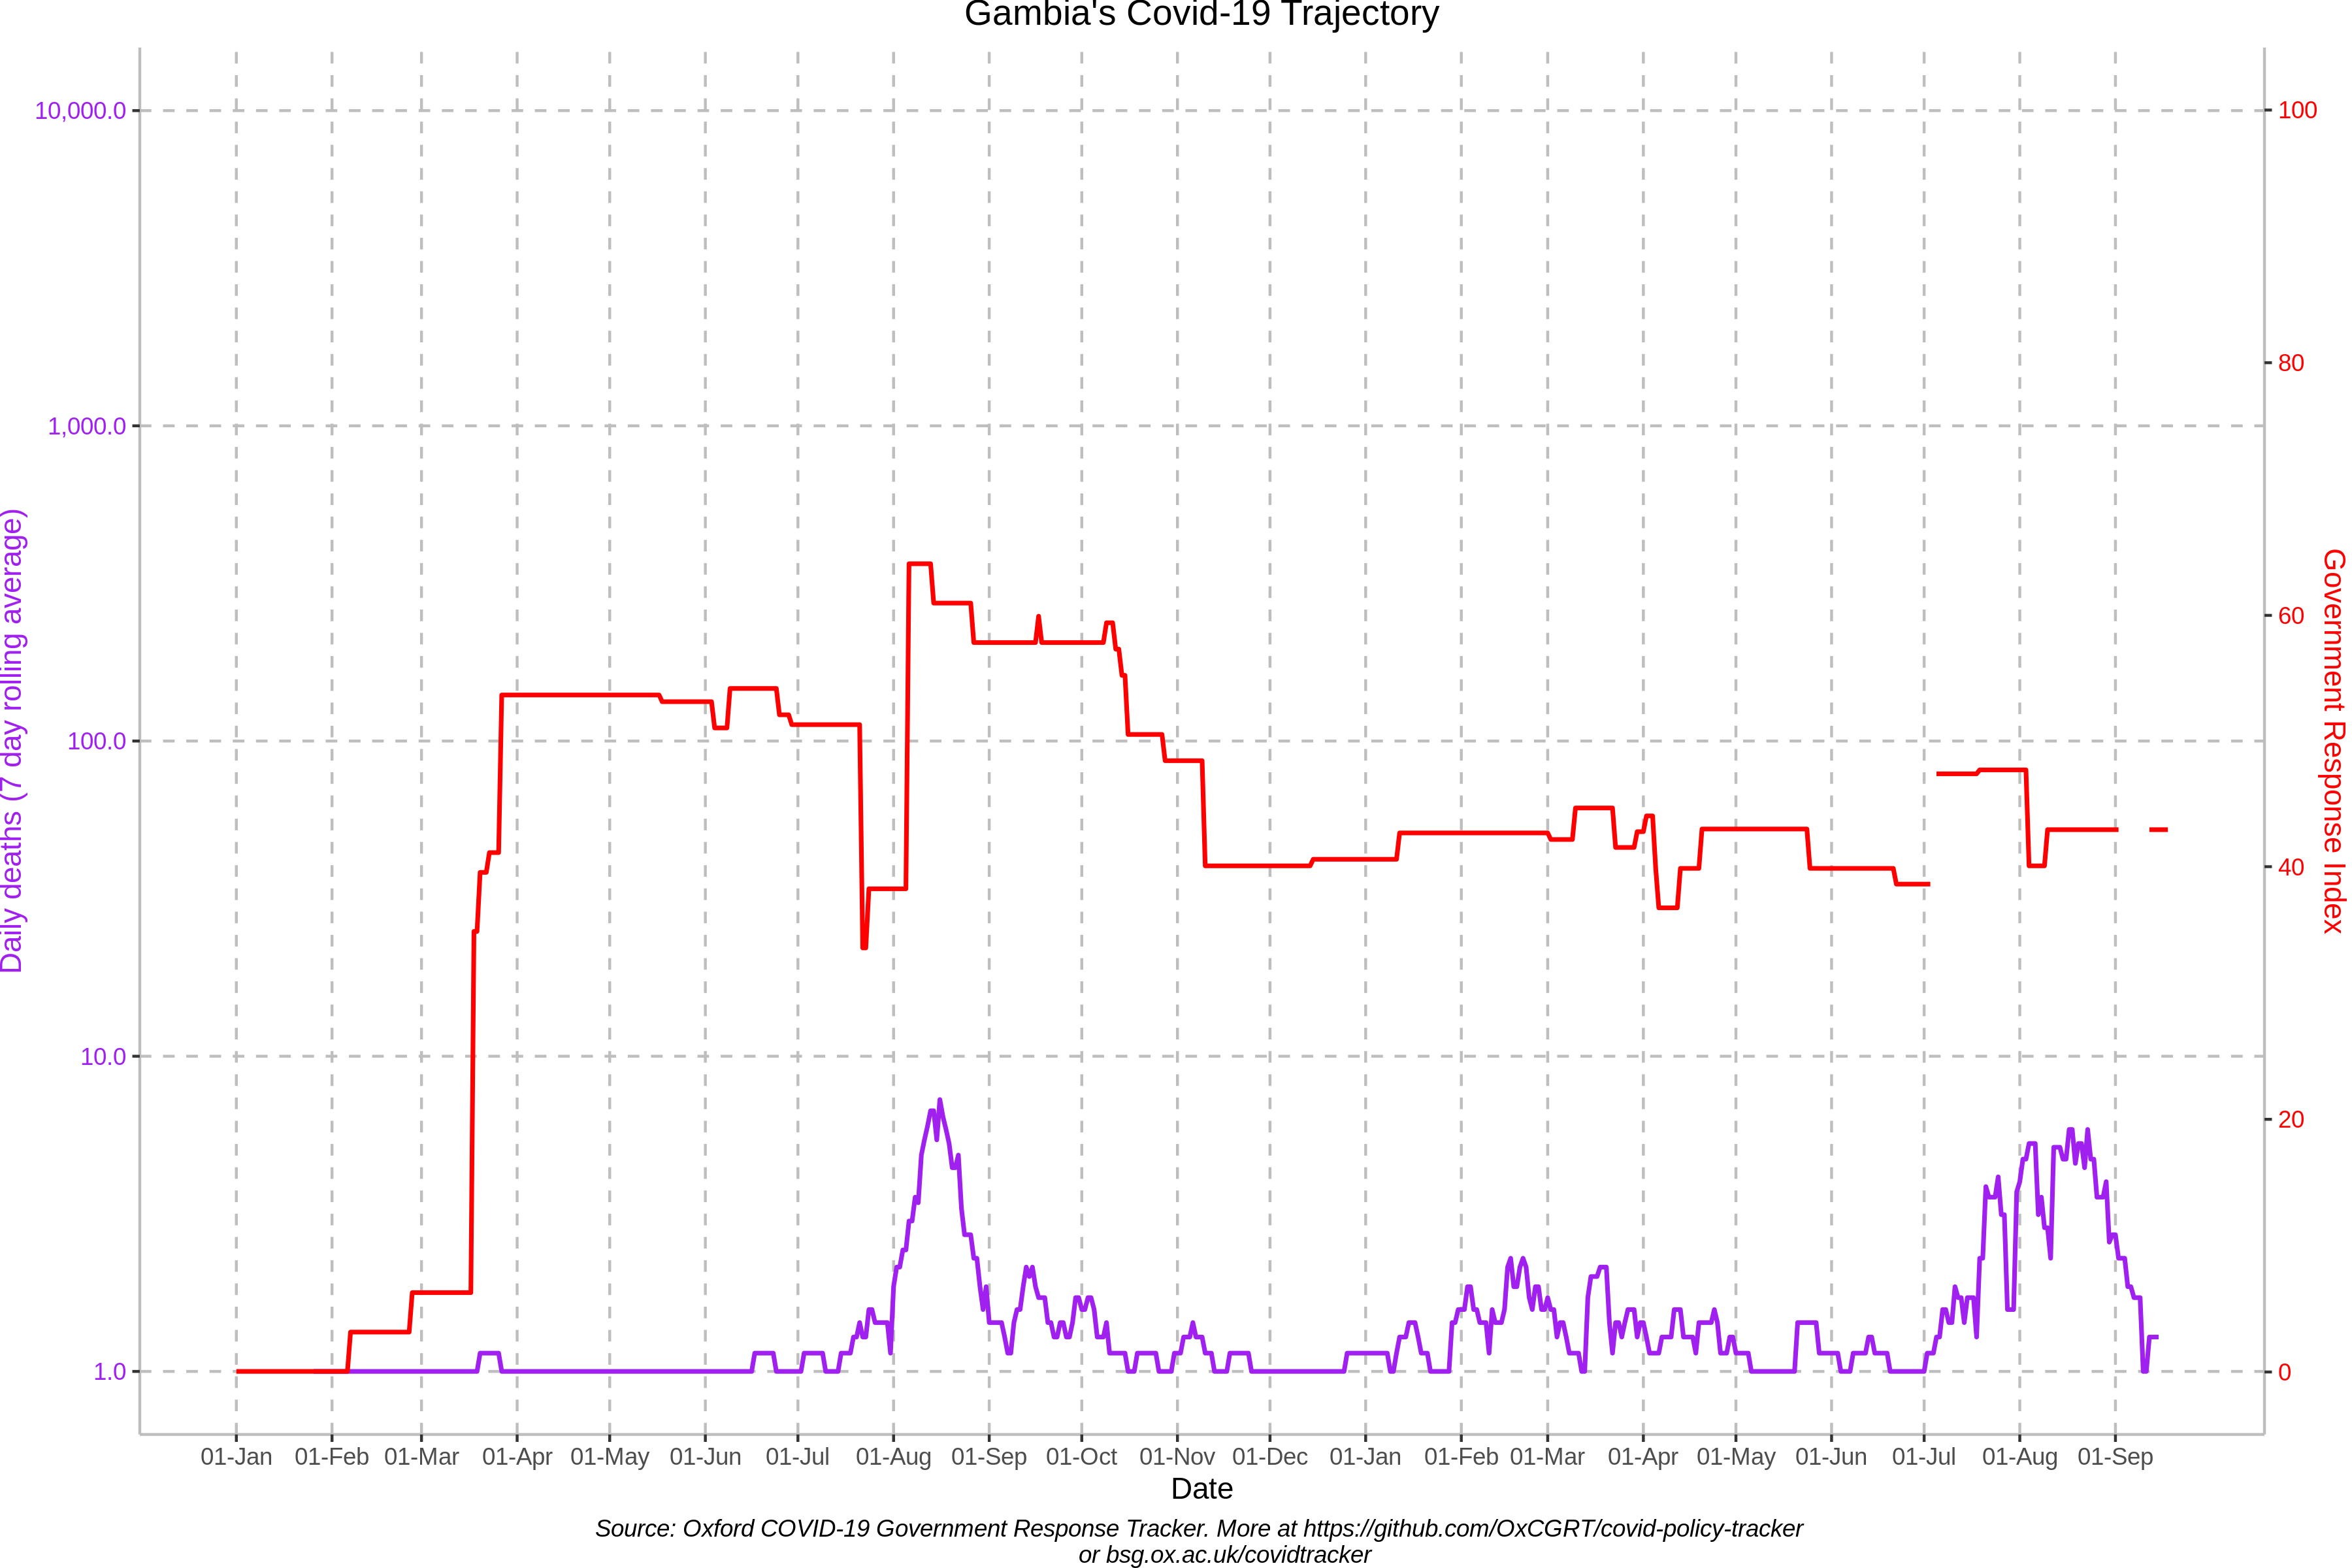 Gambia's Covid-19 Trajectory
10,000.0
1,000.0
100.0
10.0
1.0
Daily deaths (7 day rolling average)
100
80
60
40
20
0
Government Response Index
01-Jan 01-Feb 01-Mar 01-Apr 01-May 01-Jun 01-Jul 01-Aug 01-Sep 01-Oct 01-Nov 01-Dec 01-Jan 01-Feb 01-Mar 01-Apr 01-May 01-Jun 01-Jul 01-Aug 01-Sep
Date
Source: Oxford COVID-19 Government Response Tracker. More at https://github.com/OxCGRT/covid-policy-tracker
or bsg.ox.ac.uk/covidtracker